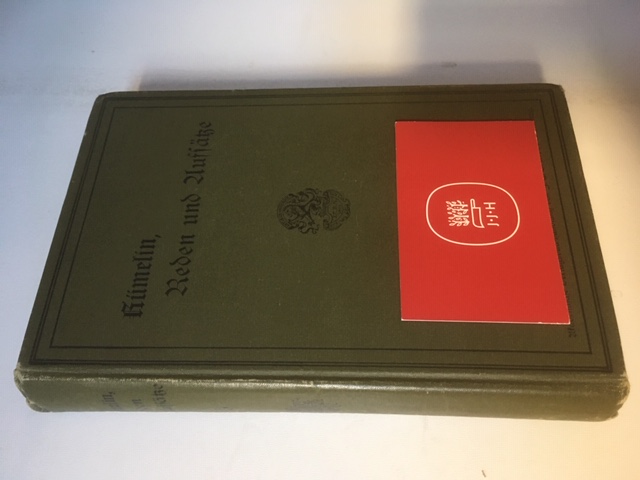 Rümelin,
Reden und Aufsätze
J·J·H